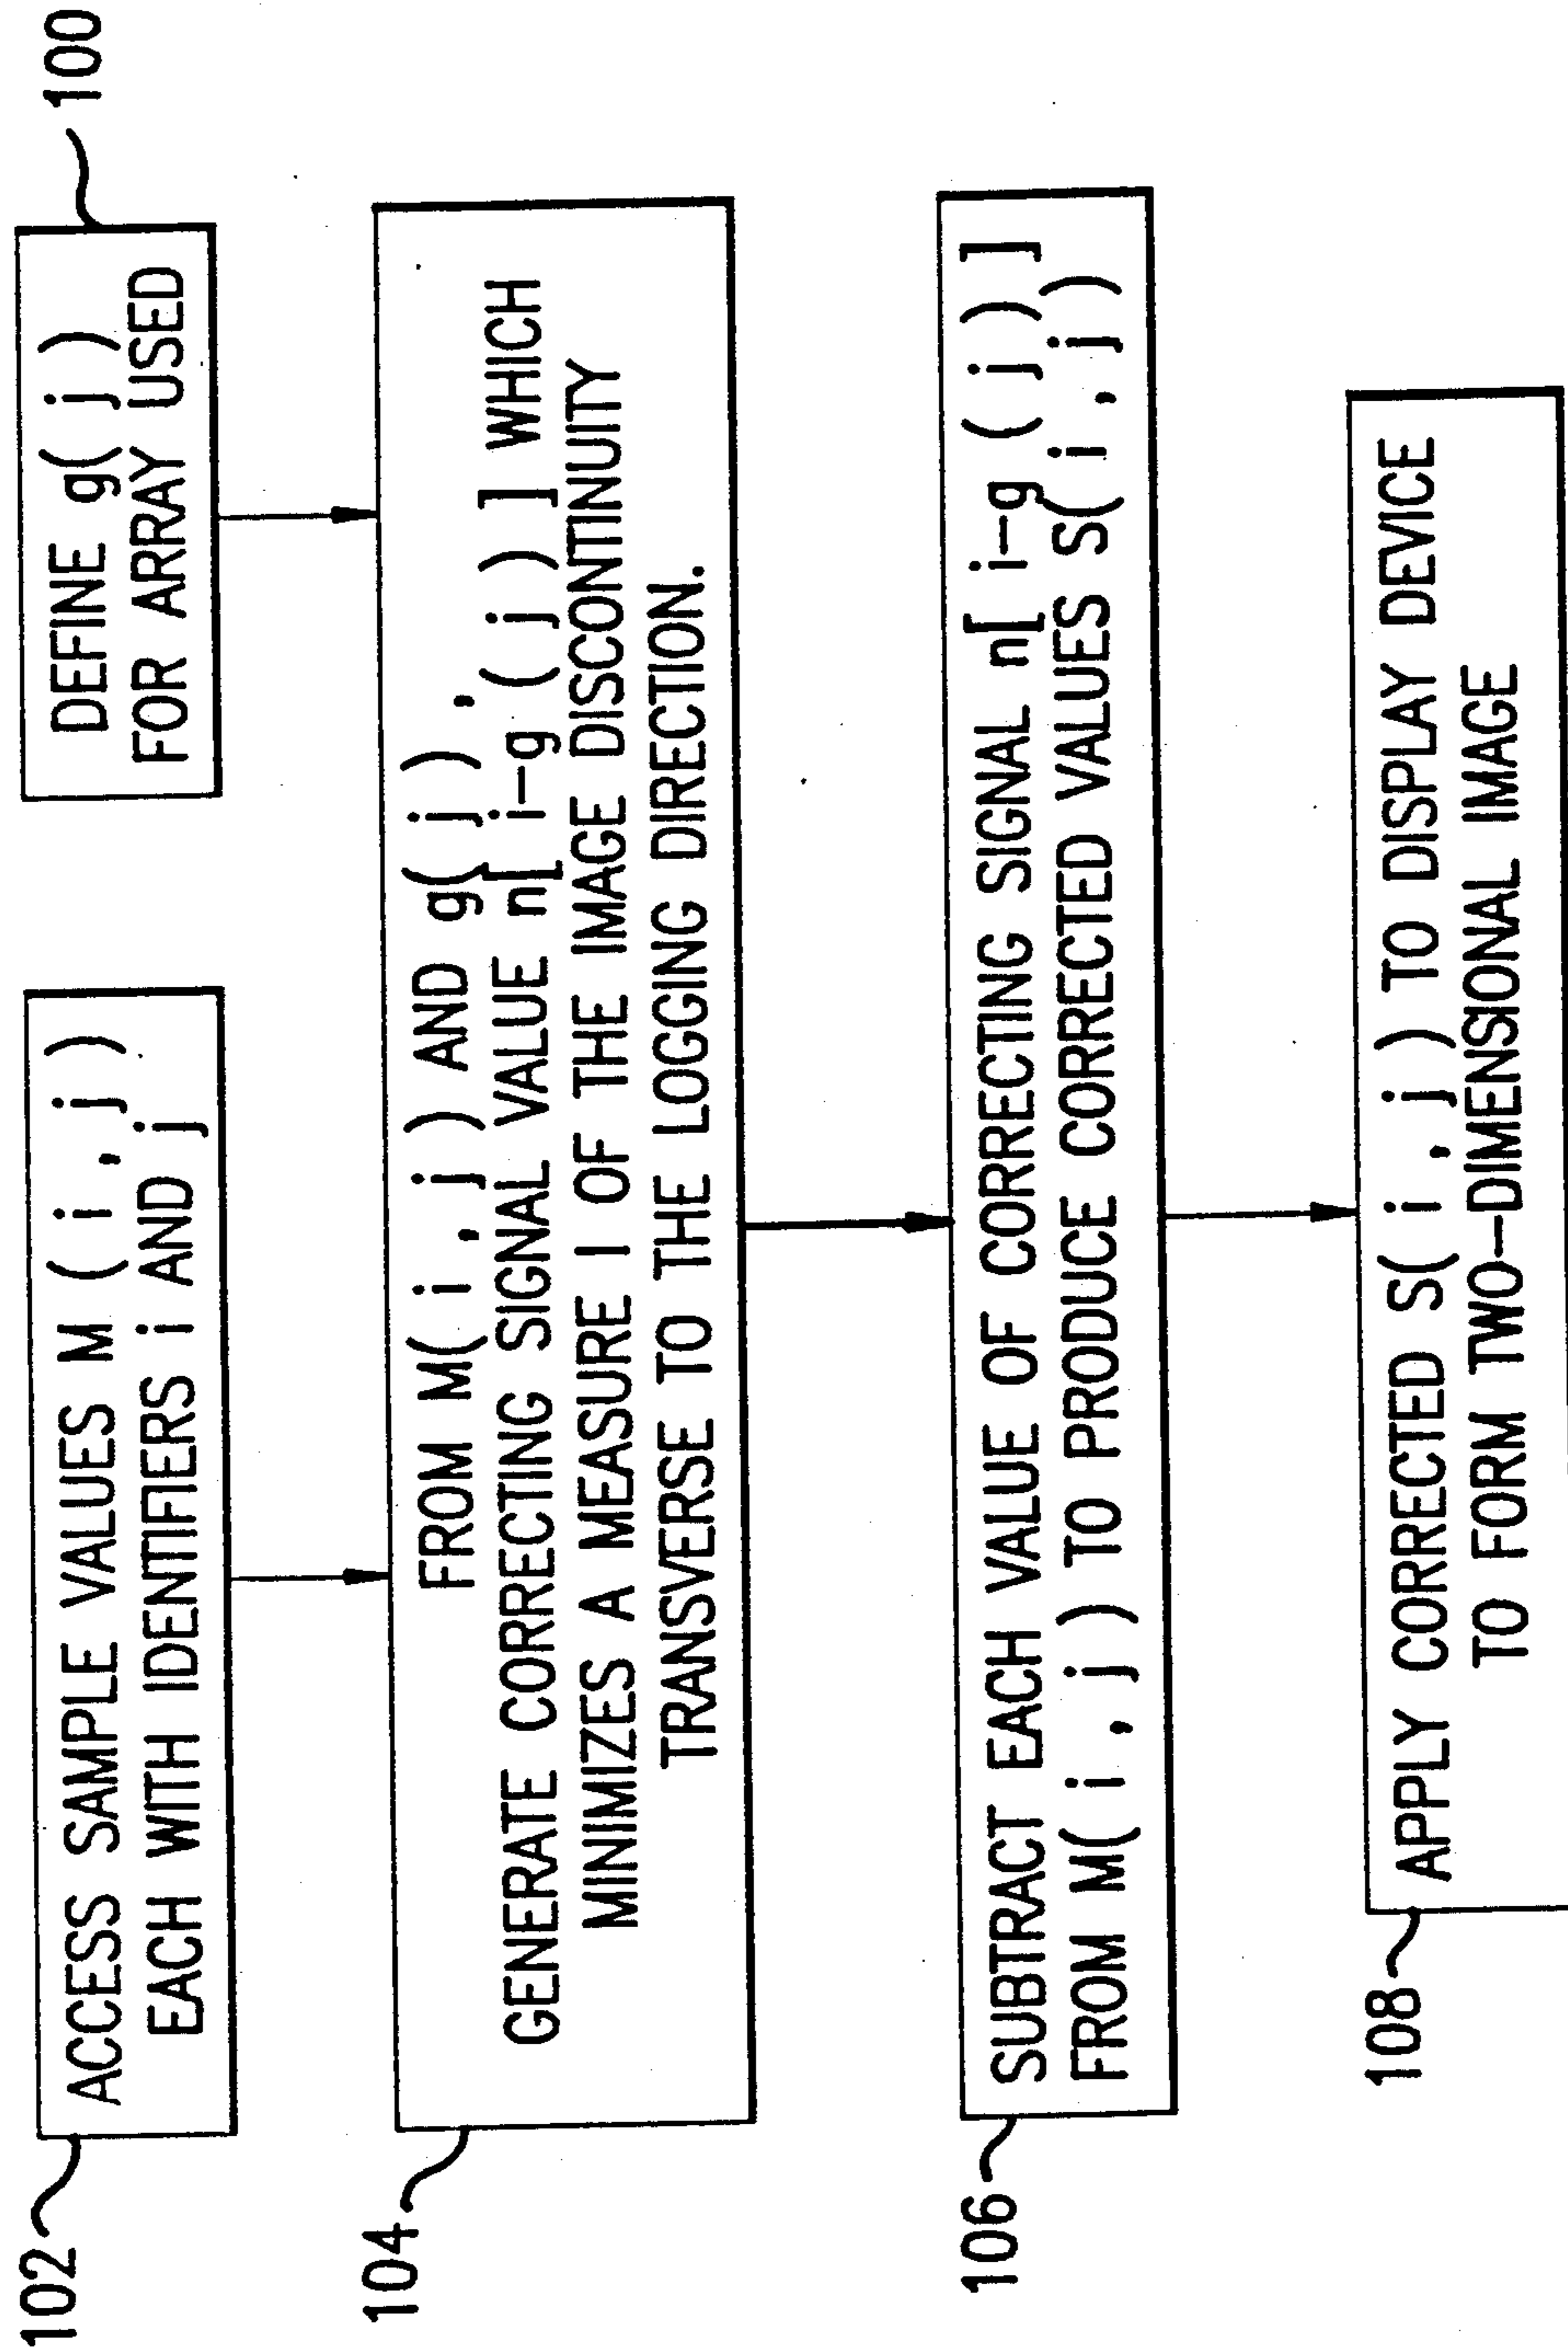 102
ACCESS SAMPLE VALUES M ( i , j )
EACH WITH IDENTIFIERS i AND j
DEFINE g( j )
FOR ARRAY USED
100
104
FROM M( i , j ) AND g( j ) ,
GENERATE CORRECTING SIGNAL VALUE n[ i-g ( j ) ] WHICH
MINIMIZES A MEASURE I OF THE IMAGE DISCONTINUITY
TRANSVERSE TO THE LOGGING DIRECTION.
106
SUBTRACT EACH VALUE OF CORRECTING SIGNAL n[ i-g ( j ) ]
FROM M( i , j ) TO PRODUCE CORRECTED VALUES S( i , j )
108
APPLY CORRECTED S( i , j ) TO DISPLAY DEVICE
TO FORM TWO-DIMENSIONAL IMAGE